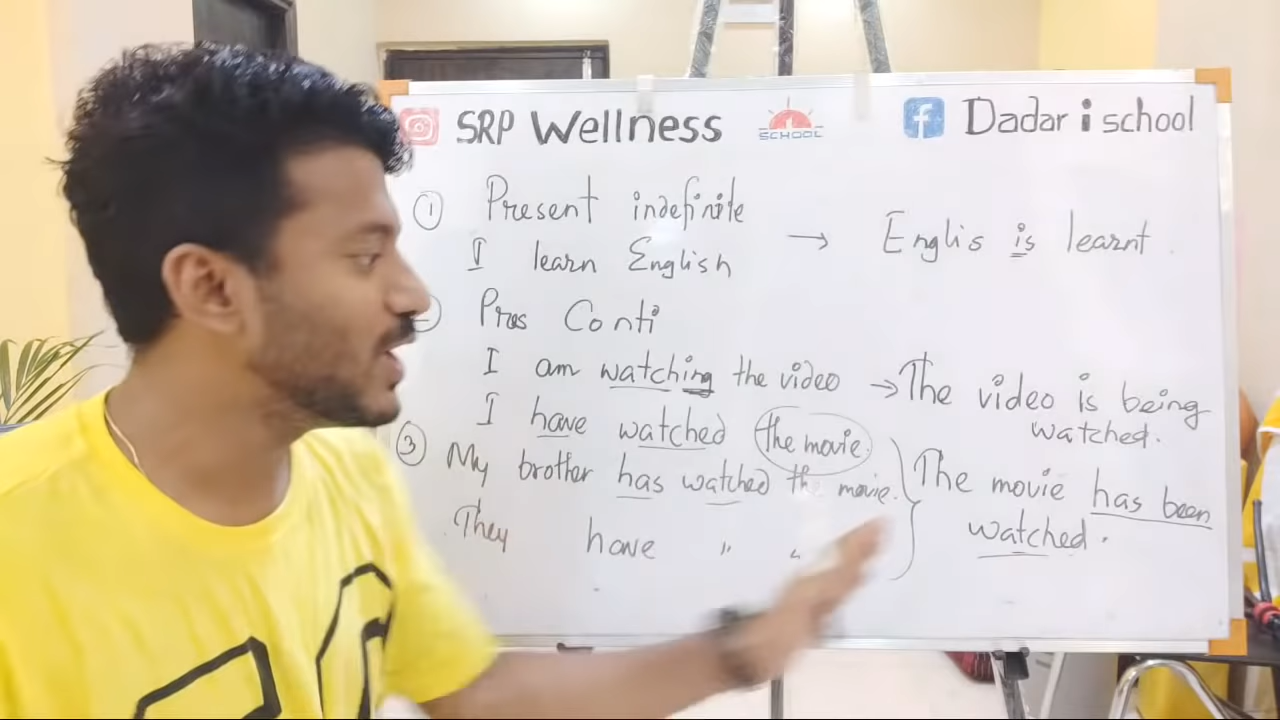 SRP Wellness
SCHOOL
f Dadar i school
1 Present indefinite
I learn English → Englis is learnt.
2 Pres Conti
I am watching the video → The video is being
watched.
I have watched the movie.
3 My brother has watched the movie.
They have " "
The movie has been
watched.